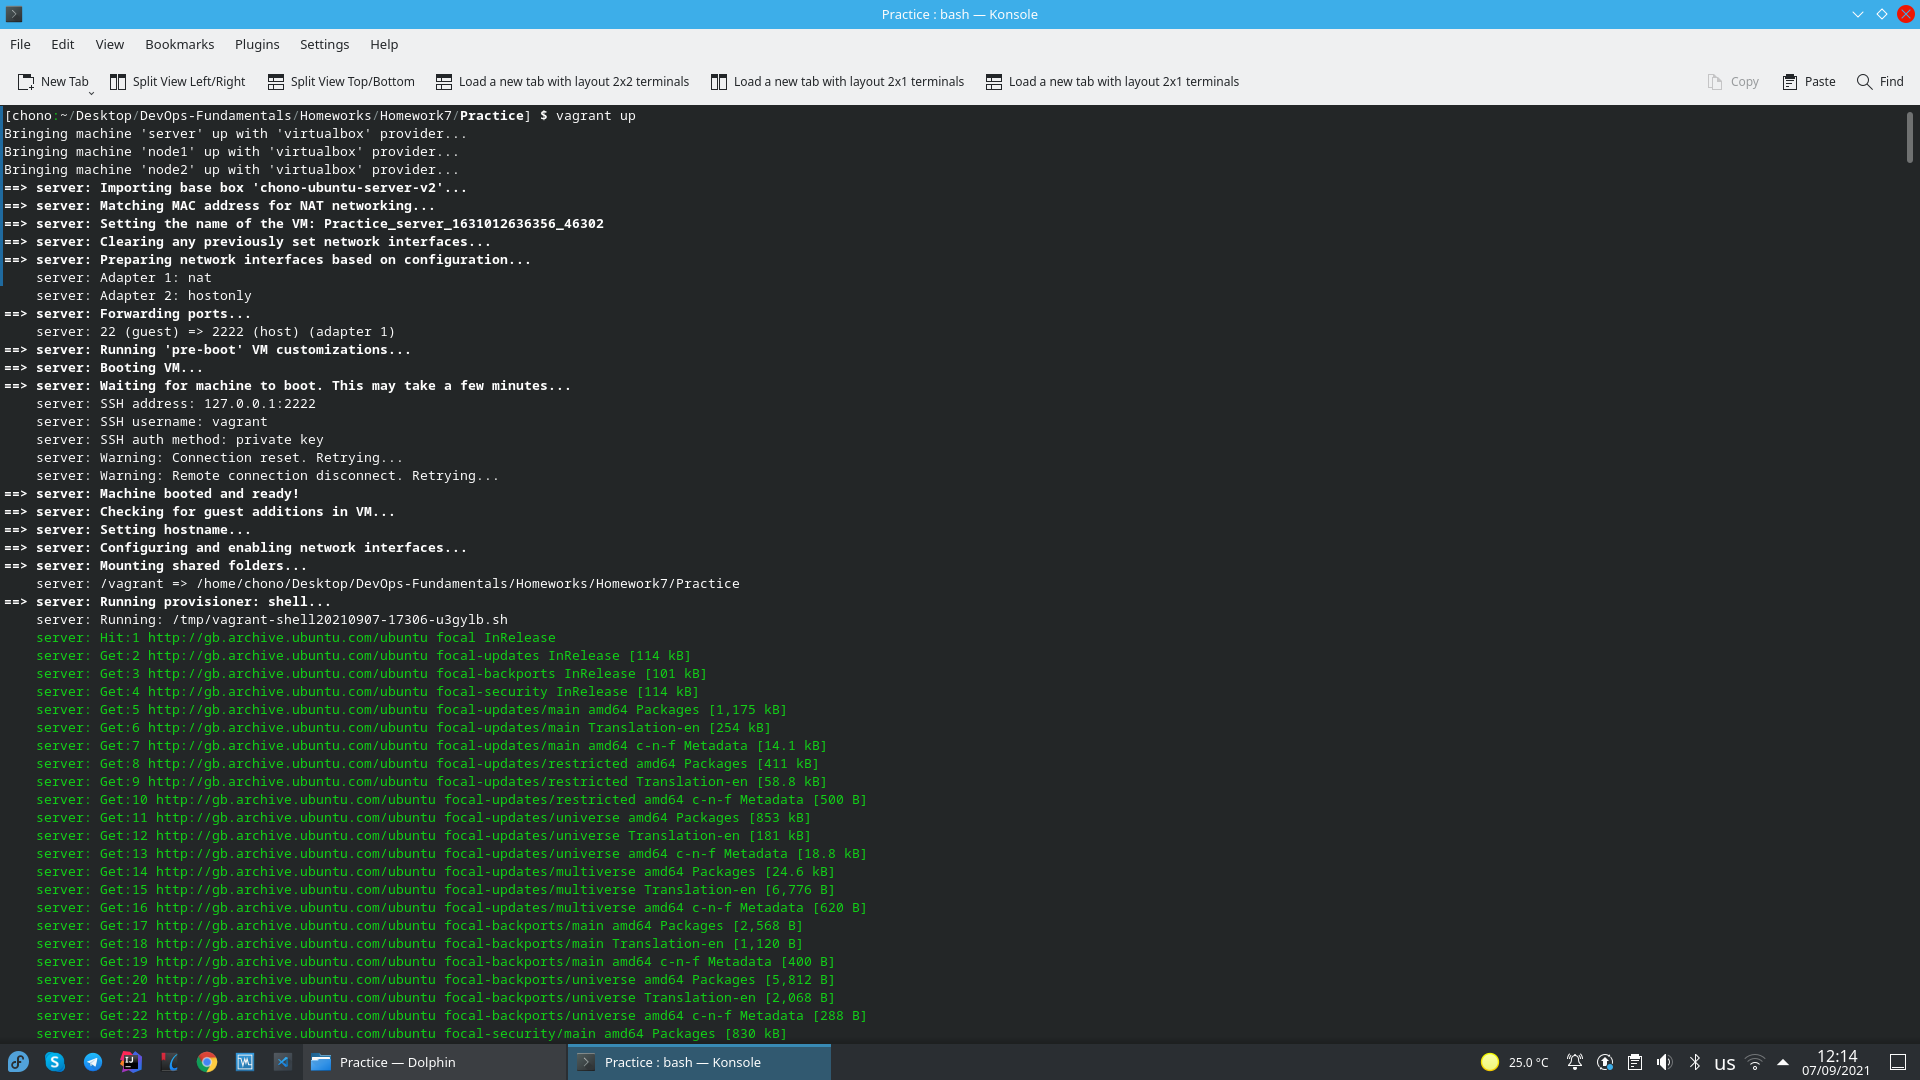 Practice : bash — Konsole
File Edit View Bookmarks Plugins Settings Help
New Tab Split View Left/Right Split View Top/Bottom Load a new tab with layout 2x2 terminals Load a new tab with layout 2x1 terminals Load a new tab with layout 2x1 terminals Copy Paste Find
[chono:~/Desktop/DevOps-Fundamentals/Homeworks/Homework7/Practice] $ vagrant up
Bringing machine 'server' up with 'virtualbox' provider...
Bringing machine 'node1' up with 'virtualbox' provider...
Bringing machine 'node2' up with 'virtualbox' provider...
==> server: Importing base box 'chono-ubuntu-server-v2'...
==> server: Matching MAC address for NAT networking...
==> server: Setting the name of the VM: Practice_server_1631012636356_46302
==> server: Clearing any previously set network interfaces...
==> server: Preparing network interfaces based on configuration...
server: Adapter 1: nat
server: Adapter 2: hostonly
==> server: Forwarding ports...
server: 22 (guest) => 2222 (host) (adapter 1)
==> server: Running 'pre-boot' VM customizations...
==> server: Booting VM...
==> server: Waiting for machine to boot. This may take a few minutes...
server: SSH address: 127.0.0.1:2222
server: SSH username: vagrant
server: SSH auth method: private key
server: Warning: Connection reset. Retrying...
server: Warning: Remote connection disconnect. Retrying...
==> server: Machine booted and ready!
==> server: Checking for guest additions in VM...
==> server: Setting hostname...
==> server: Configuring and enabling network interfaces...
==> server: Mounting shared folders...
server: /vagrant => /home/chono/Desktop/DevOps-Fundamentals/Homeworks/Homework7/Practice
==> server: Running provisioner: shell...
server: Running: /tmp/vagrant-shell20210907-17306-u3gylb.sh
server: Hit:1 http://gb.archive.ubuntu.com/ubuntu focal InRelease
server: Get:2 http://gb.archive.ubuntu.com/ubuntu focal-updates InRelease [114 kB]
server: Get:3 http://gb.archive.ubuntu.com/ubuntu focal-backports InRelease [101 kB]
server: Get:4 http://gb.archive.ubuntu.com/ubuntu focal-security InRelease [114 kB]
server: Get:5 http://gb.archive.ubuntu.com/ubuntu focal-updates/main amd64 Packages [1,175 kB]
server: Get:6 http://gb.archive.ubuntu.com/ubuntu focal-updates/main Translation-en [254 kB]
server: Get:7 http://gb.archive.ubuntu.com/ubuntu focal-updates/main amd64 c-n-f Metadata [14.1 kB]
server: Get:8 http://gb.archive.ubuntu.com/ubuntu focal-updates/restricted amd64 Packages [411 kB]
server: Get:9 http://gb.archive.ubuntu.com/ubuntu focal-updates/restricted Translation-en [58.8 kB]
server: Get:10 http://gb.archive.ubuntu.com/ubuntu focal-updates/restricted amd64 c-n-f Metadata [500 B]
server: Get:11 http://gb.archive.ubuntu.com/ubuntu focal-updates/universe amd64 Packages [853 kB]
server: Get:12 http://gb.archive.ubuntu.com/ubuntu focal-updates/universe Translation-en [181 kB]
server: Get:13 http://gb.archive.ubuntu.com/ubuntu focal-updates/universe amd64 c-n-f Metadata [18.8 kB]
server: Get:14 http://gb.archive.ubuntu.com/ubuntu focal-updates/multiverse amd64 Packages [24.6 kB]
server: Get:15 http://gb.archive.ubuntu.com/ubuntu focal-updates/multiverse Translation-en [6,776 B]
server: Get:16 http://gb.archive.ubuntu.com/ubuntu focal-updates/multiverse amd64 c-n-f Metadata [620 B]
server: Get:17 http://gb.archive.ubuntu.com/ubuntu focal-backports/main amd64 Packages [2,568 B]
server: Get:18 http://gb.archive.ubuntu.com/ubuntu focal-backports/main Translation-en [1,120 B]
server: Get:19 http://gb.archive.ubuntu.com/ubuntu focal-backports/main amd64 c-n-f Metadata [400 B]
server: Get:20 http://gb.archive.ubuntu.com/ubuntu focal-backports/universe amd64 Packages [5,812 B]
server: Get:21 http://gb.archive.ubuntu.com/ubuntu focal-backports/universe Translation-en [2,068 B]
server: Get:22 http://gb.archive.ubuntu.com/ubuntu focal-backports/universe amd64 c-n-f Metadata [288 B]
server: Get:23 http://gb.archive.ubuntu.com/ubuntu focal-security/main amd64 Packages [830 kB]
Practice — Dolphin Practice : bash — Konsole 25.0 °C us 12:14
07/09/2021